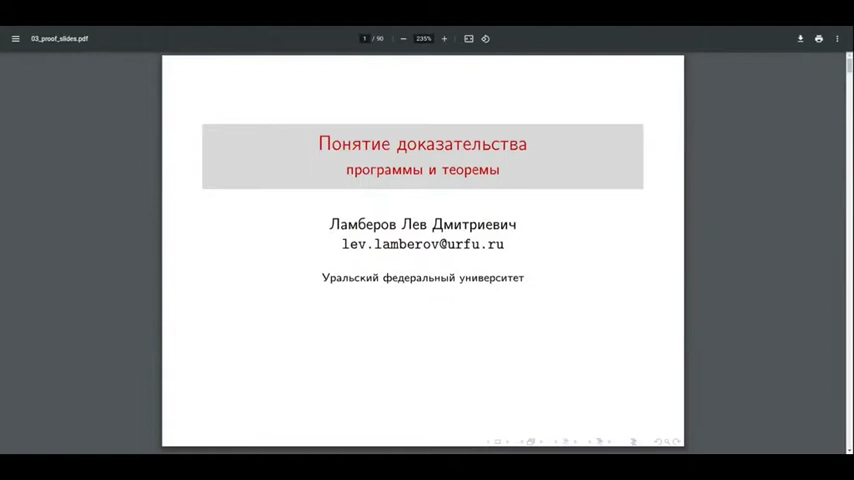 03_proof_slides.pdf
1 / 90
235%
Понятие доказательства
программы и теоремы
Ламберов Лев Дмитриевич
lev.lamberov@urfu.ru
Уральский федеральный университет